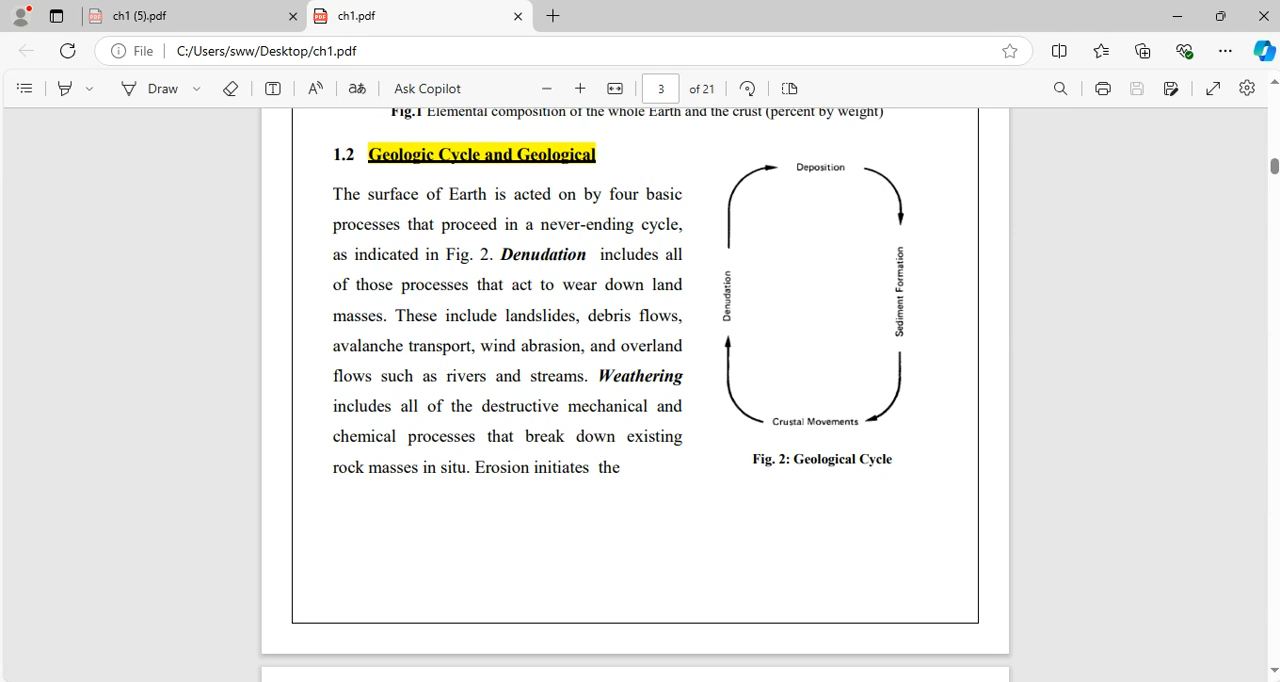 ch1 (5).pdf
ch1.pdf
File
C:/Users/sww/Desktop/ch1.pdf
Draw
Ask Copilot
3 of 21
Fig.1 Elemental composition of the whole Earth and the crust (percent by weight)
1.2 Geologic Cycle and Geological
The surface of Earth is acted on by four basic
processes that proceed in a never-ending cycle,
as indicated in Fig. 2. Denudation includes all
of those processes that act to wear down land
masses. These include landslides, debris flows,
avalanche transport, wind abrasion, and overland
flows such as rivers and streams. Weathering
includes all of the destructive mechanical and
chemical processes that break down existing
rock masses in situ. Erosion initiates the
Deposition
Sediment Formation
Crustal Movements
Denudation
Fig. 2: Geological Cycle